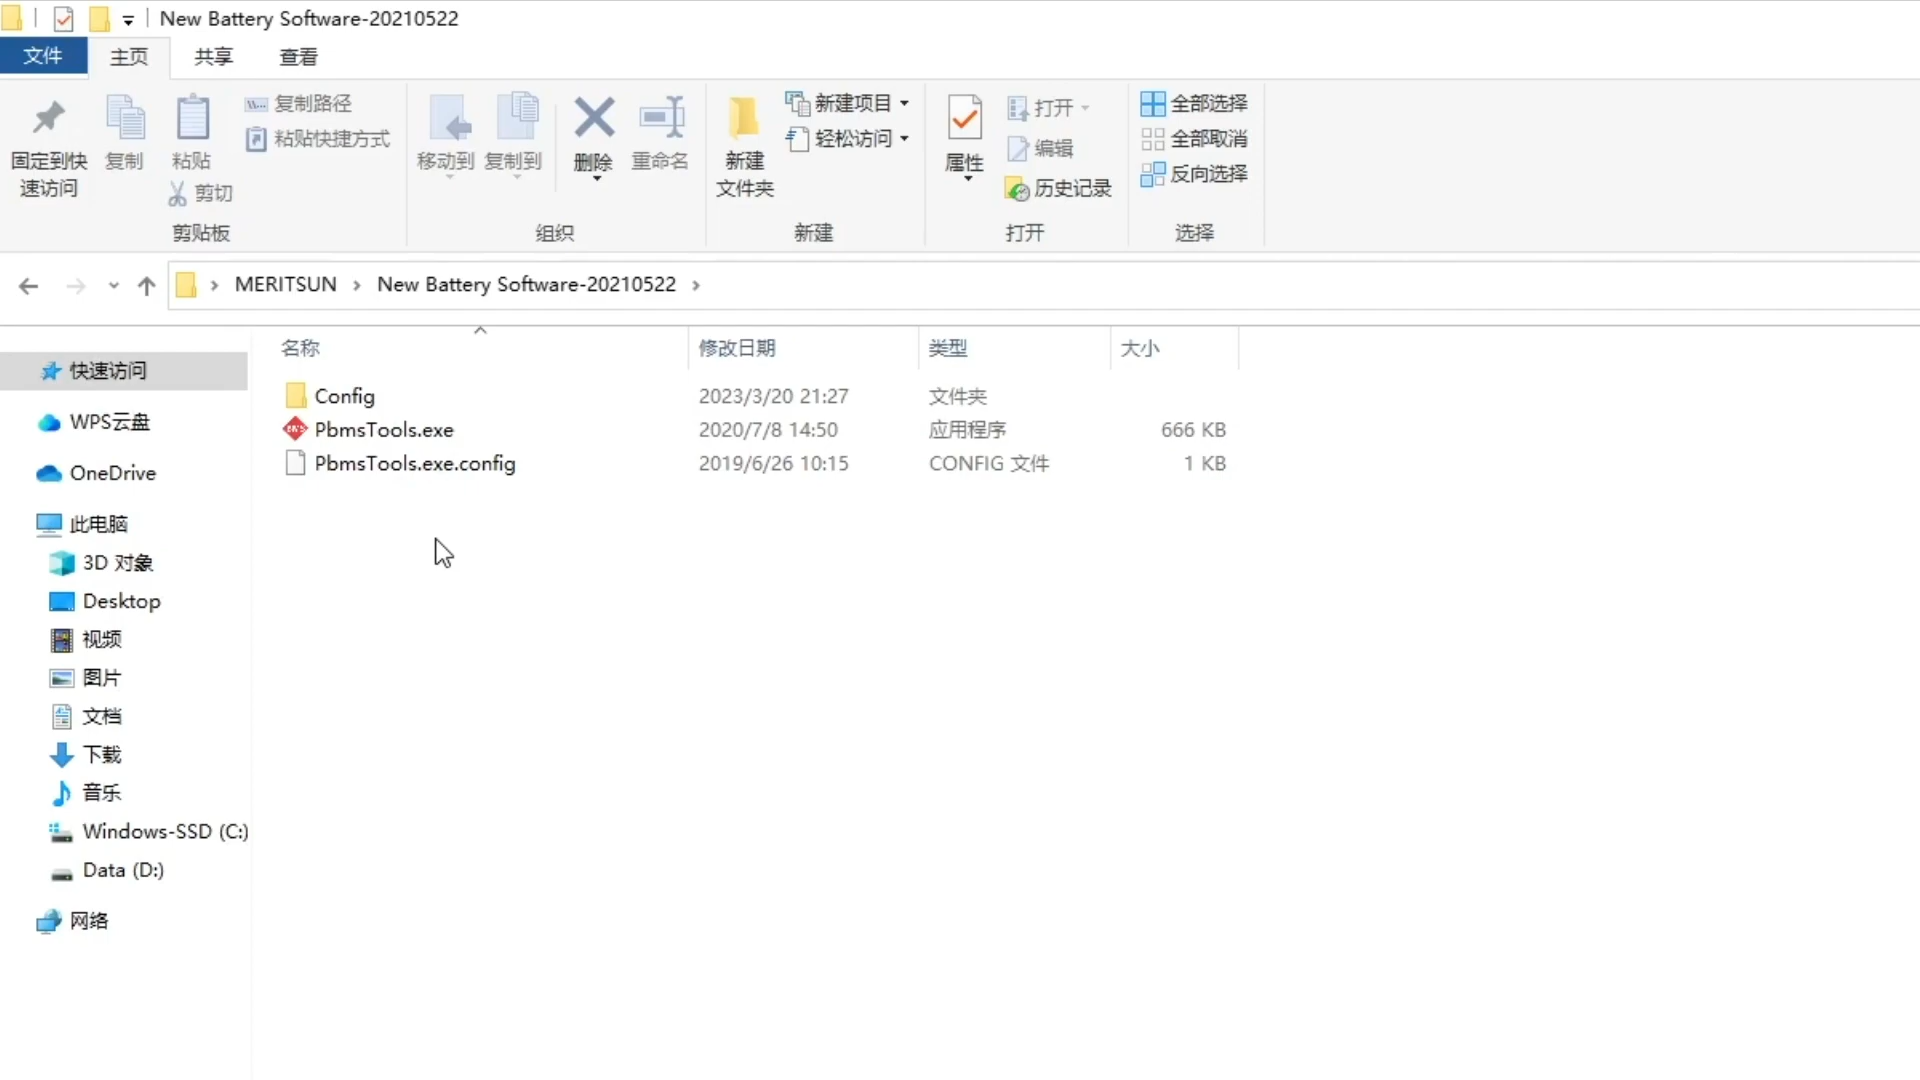 New Battery Software-20210522
文件 主页 共享 查看
固定到快速访问
复制
粘贴
复制路径
粘贴快捷方式
剪切
剪贴板
移动到
复制到
删除
重命名
组织
新建
文件夹
新建项目
轻松访问
新建
属性
打开
编辑
历史记录
打开
全部选择
全部取消
反向选择
选择
MERITSUN New Battery Software-20210522
名称 修改日期 类型 大小
Config 2023/3/20 21:27 文件夹
PbmsTools.exe 2020/7/8 14:50 应用程序 666 KB
PbmsTools.exe.config 2019/6/26 10:15 CONFIG 文件 1 KB
快速访问
WPS云盘
OneDrive
此电脑
3D 对象
Desktop
视频
图片
文档
下载
音乐
Windows-SSD (C:)
Data (D:)
网络